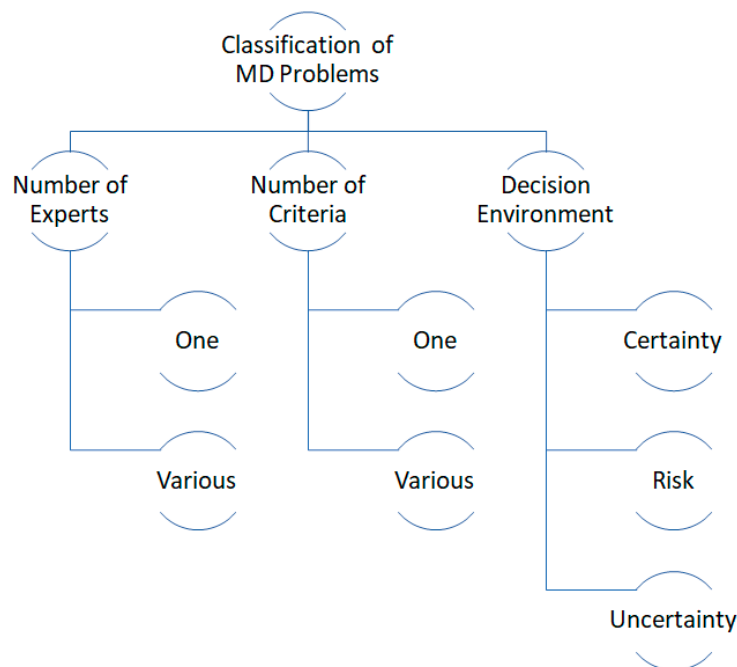 Classification of
MD Problems
Number of
Experts
Number of
Criteria
Decision
Environment
One
One
Certainty
Various
Various
Risk
Uncertainty